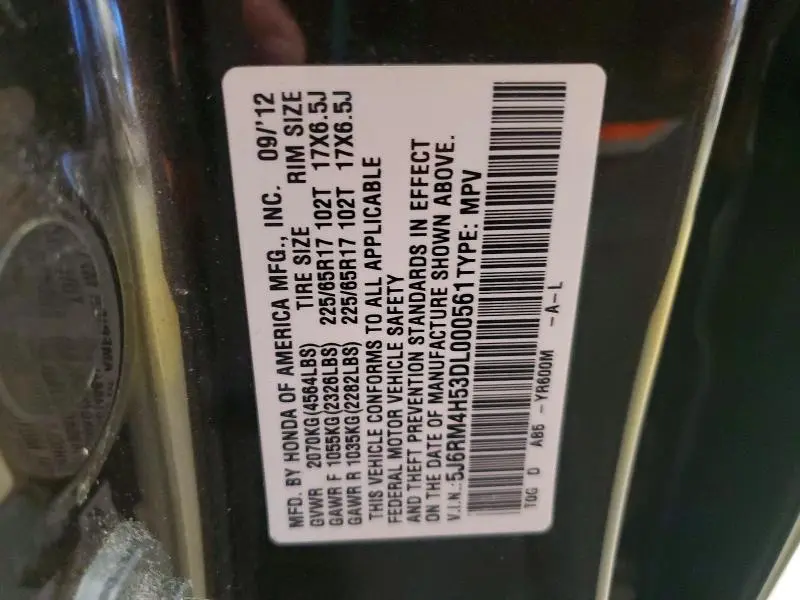 MFD. BY HONDA OF AMERICA MFG., INC. 09/'12
TIRE SIZE RIM SIZE
GVWR 2070KG(4564LBS)
GAWR F 1055KG(2326LBS) 225/65R17 102T 17X6.5J
GAWR R 1035KG(2282LBS) 225/65R17 102T 17X6.5J
THIS VEHICLE CONFORMS TO ALL APPLICABLE
FEDERAL MOTOR VEHICLE SAFETY
AND THEFT PREVENTION STANDARDS IN EFFECT
ON THE DATE OF MANUFACTURE SHOWN ABOVE.
V.I.N.:5J6RM4H53DL000561TYPE: MPV
T0G D AB6 -YR600M -A-L